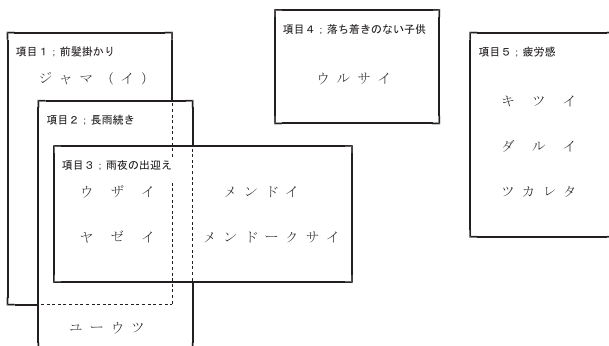 項目１；前髪掛かり
ジャマ（イ）
項目２；長雨続き
項目３；雨夜の出迎え
ウザイ メンドイ
ヤゼイ メンドークサイ
ユーウツ
項目４；落ち着きのない子供
ウルサイ
項目５；疲労感
キツイ
ダルイ
ツカレタ